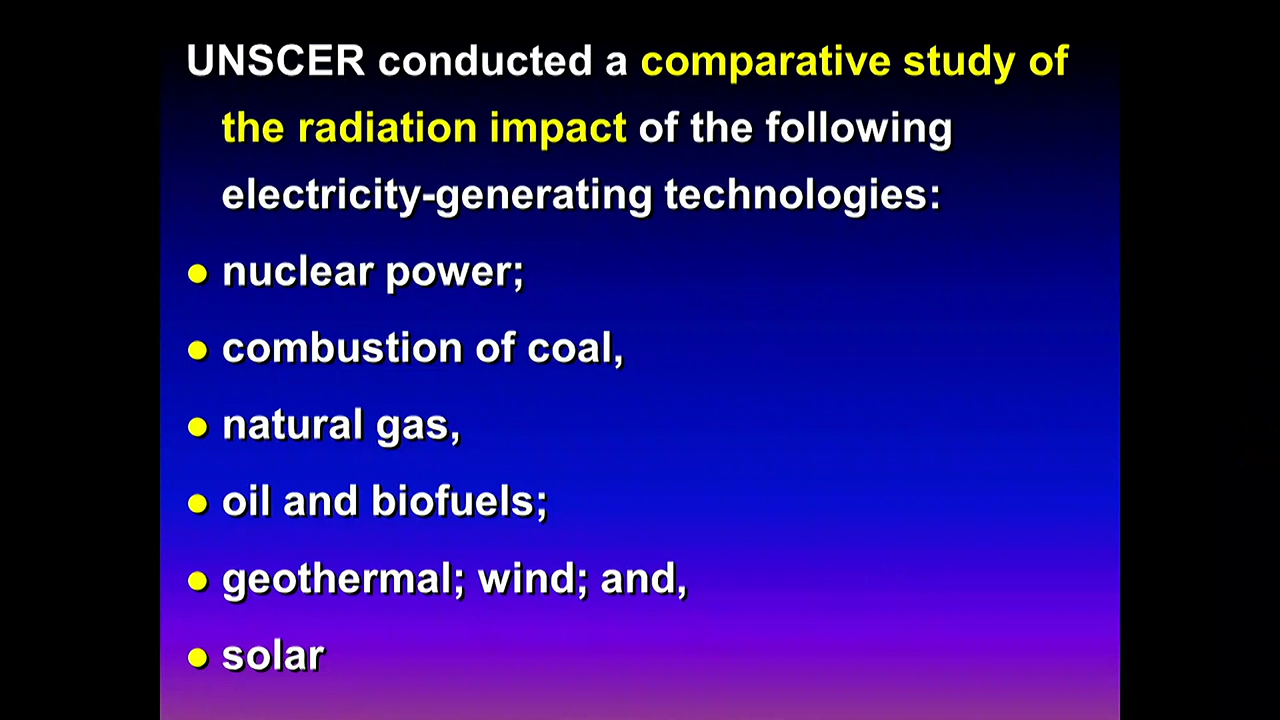 UNSCER conducted a comparative study of
the radiation impact of the following
electricity-generating technologies:
● nuclear power;
● combustion of coal,
● natural gas,
● oil and biofuels;
● geothermal; wind; and,
● solar